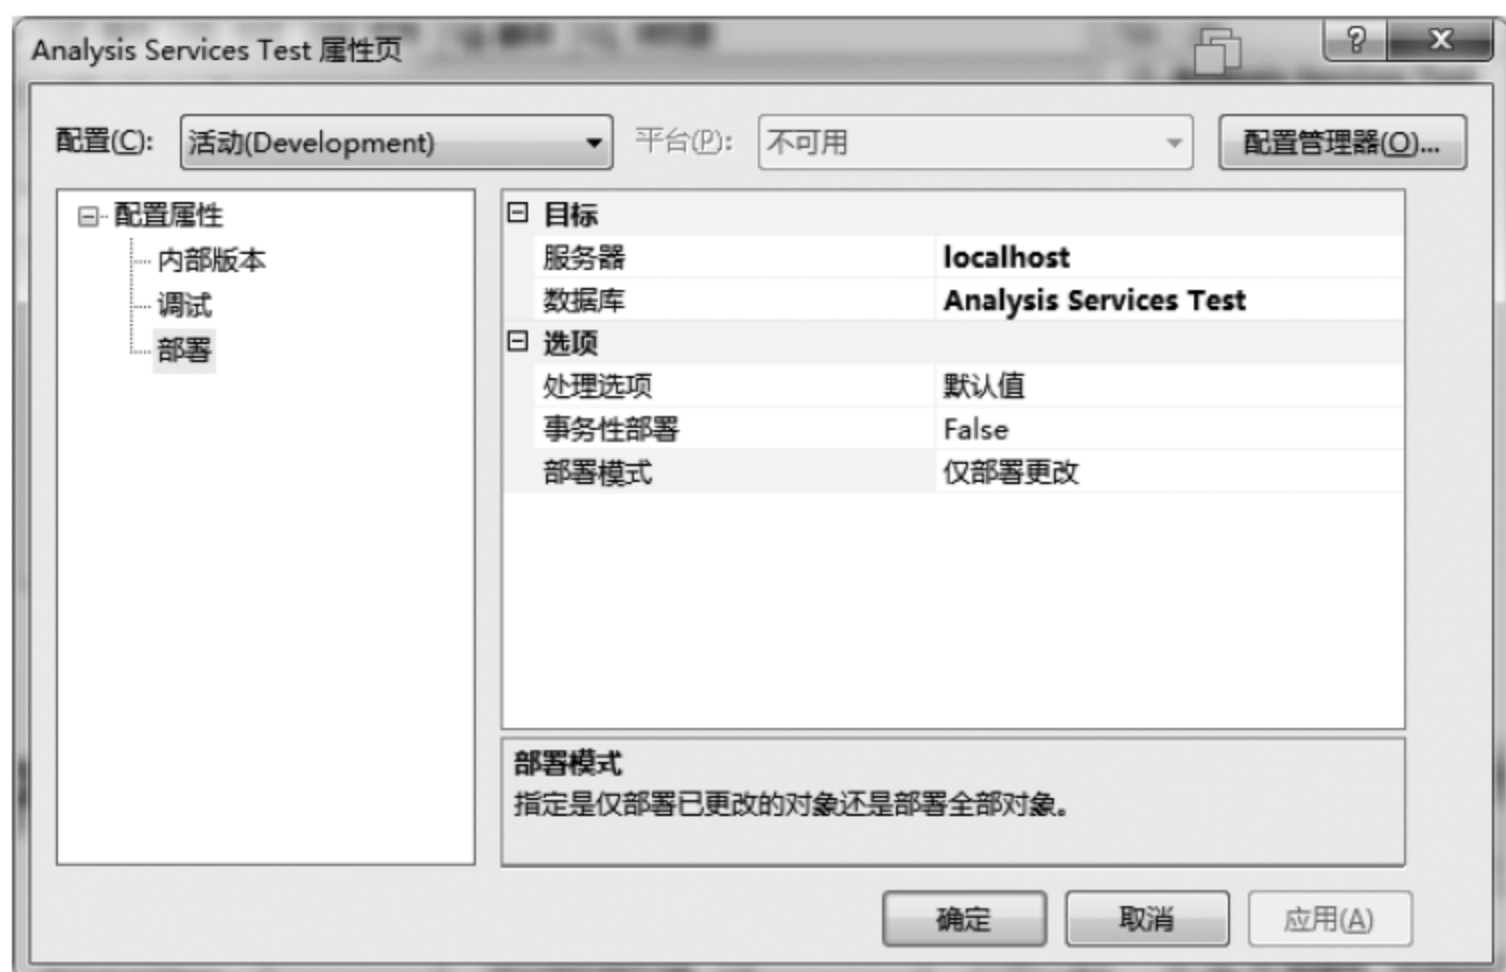 Analysis Services Test 属性页
配置(C): 活动(Development) 平台(P): 不可用 配置管理器(O)...
配置属性
内部版本
调试
部署
目标
服务器 localhost
数据库 Analysis Services Test
选项
处理选项 默认值
事务性部署 False
部署模式 仅部署更改
部署模式
指定是仅部署已更改的对象还是部署全部对象。
确定 取消 应用(A)